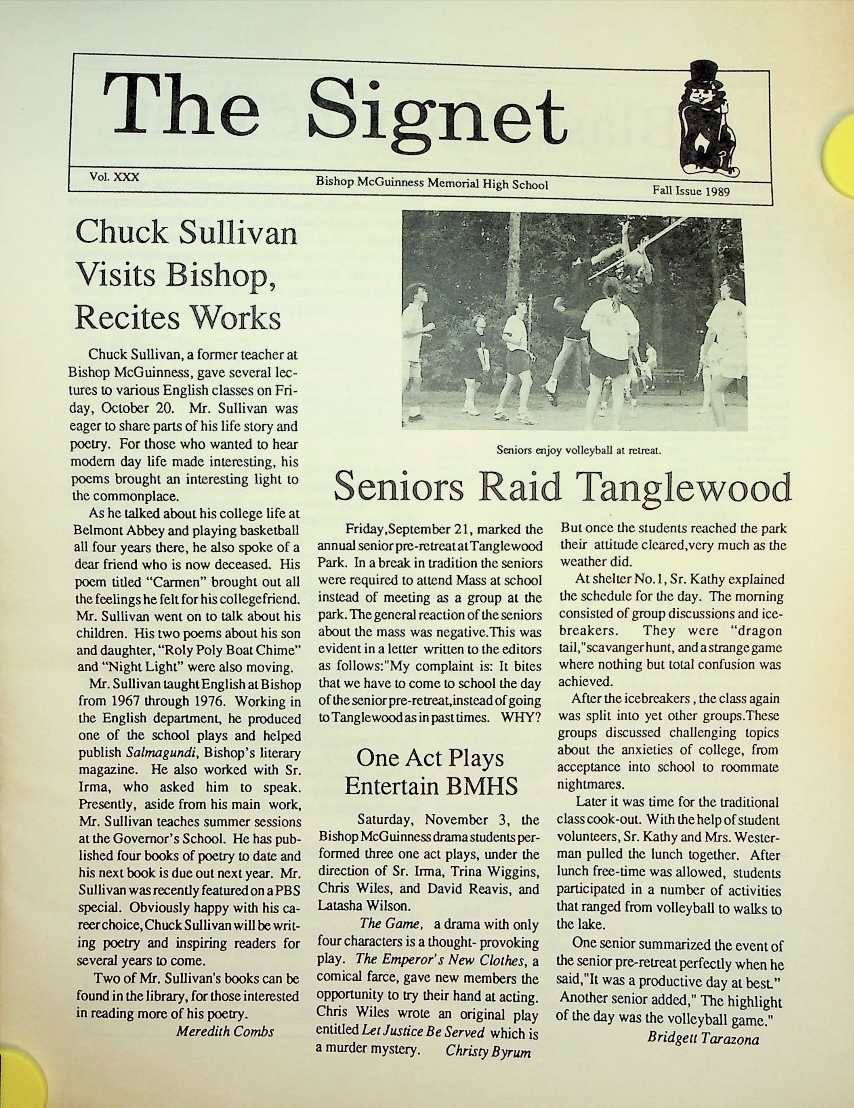 The Signet
Vol. XXX
Bishop McGuinness Memorial High School
Fall Issue 1989
Chuck Sullivan
Visits Bishop,
Recites Works
Chuck Sullivan, a former teacher at
Bishop McGuinness, gave several lec-
tures to various English classes on Fri-
day, October 20. Mr. Sullivan was
eager to share parts of his life story and
poetry. For those who wanted to hear
modern day life made interesting, his
poems brought an interesting light to
the commonplace.
As he talked about his college life at
Belmont Abbey and playing basketball
all four years there, he also spoke of a
dear friend who is now deceased. His
poem titled “Carmen” brought out all
the feelings he felt for his collegefriend.
Mr. Sullivan went on to talk about his
children. His two poems about his son
and daughter, “Roly Poly Boat Chime”
and “Night Light” were also moving.
Mr. Sullivan taught English at Bishop
from 1967 through 1976. Working in
the English department, he produced
one of the school plays and helped
publish Salmagundi, Bishop’s literary
magazine. He also worked with Sr.
Irma, who asked him to speak.
Presently, aside from his main work,
Mr. Sullivan teaches summer sessions
at the Governor’s School. He has pub-
lished four books of poetry to date and
his next book is due out next year. Mr.
Sullivan was recently featured on a PBS
special. Obviously happy with his ca-
reer choice, Chuck Sullivan will be writ-
ing poetry and inspiring readers for
several years to come.
Two of Mr. Sullivan's books can be
found in the library, for those interested
in reading more of his poetry.
Meredith Combs
Seniors enjoy volleyball at retreat.
Seniors Raid Tanglewood
Friday,September 21, marked the
annual senior pre-retreat at Tanglewood
Park. In a break in tradition the seniors
were required to attend Mass at school
instead of meeting as a group at the
park. The general reaction of the seniors
about the mass was negative.This was
evident in a letter written to the editors
as follows:"My complaint is: It bites
that we have to come to school the day
of the senior pre-retreat,instead of going
to Tanglewood as in past times. WHY?
But once the students reached the park
their attitude cleared,very much as the
weather did.
At shelter No.1, Sr. Kathy explained
the schedule for the day. The morning
consisted of group discussions and ice-
breakers. They were “dragon
tail,"scavanger hunt, and a strange game
where nothing but total confusion was
achieved.
After the icebreakers , the class again
was split into yet other groups.These
groups discussed challenging topics
about the anxieties of college, from
acceptance into school to roommate
nightmares.
Later it was time for the traditional
class cook-out. With the help of student
volunteers, Sr. Kathy and Mrs. Wester-
man pulled the lunch together. After
lunch free-time was allowed, students
participated in a number of activities
that ranged from volleyball to walks to
the lake.
One senior summarized the event of
the senior pre-retreat perfectly when he
said,"It was a productive day at best."
Another senior added," The highlight
of the day was the volleyball game."
Bridgett Tarazona
One Act Plays
Entertain BMHS
Saturday, November 3, the
Bishop McGuinness drama students per-
formed three one act plays, under the
direction of Sr. Irma, Trina Wiggins,
Chris Wiles, and David Reavis, and
Latasha Wilson.
The Game, a drama with only
four characters is a thought- provoking
play. The Emperor's New Clothes, a
comical farce, gave new members the
opportunity to try their hand at acting.
Chris Wiles wrote an original play
entitled Let Justice Be Served which is
a murder mystery. Christy Byrum